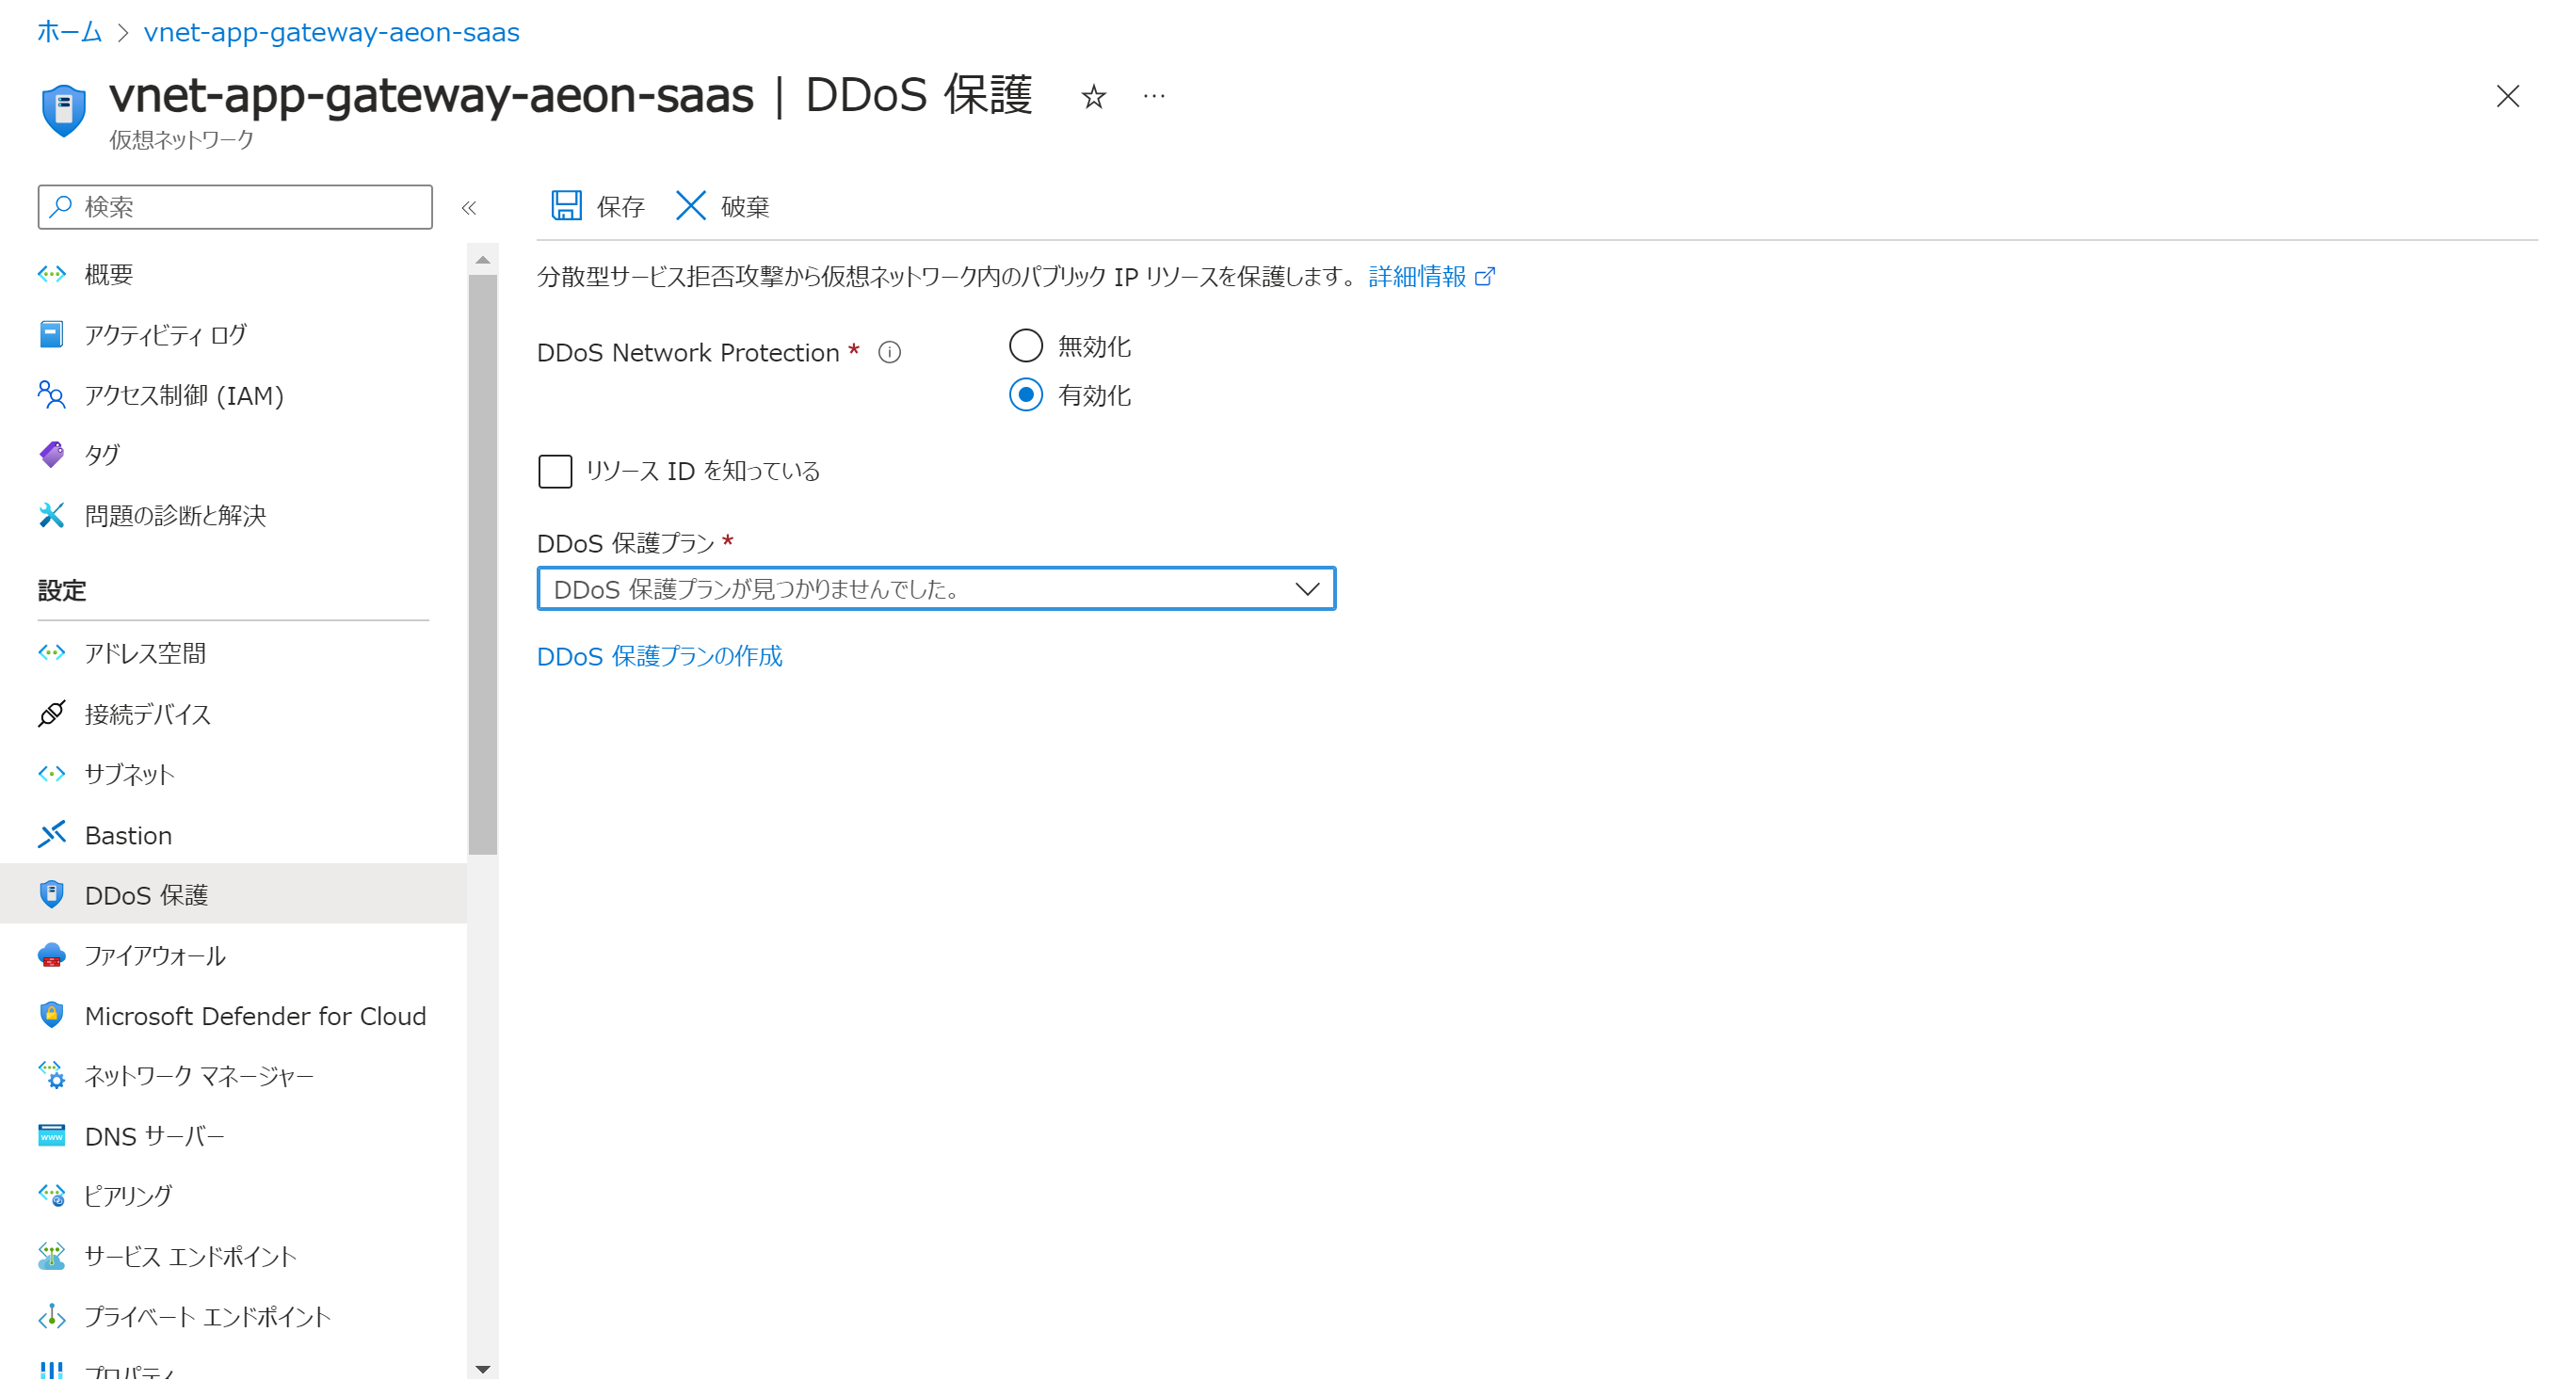 ホーム > vnet-app-gateway-aeon-saas
vnet-app-gateway-aeon-saas | DDoS 保護 ☆ …
仮想ネットワーク
検索
概要
アクティビティ ログ
アクセス制御 (IAM)
タグ
問題の診断と解決
設定
アドレス空間
接続デバイス
サブネット
Bastion
DDoS 保護
ファイアウォール
Microsoft Defender for Cloud
ネットワーク マネージャー
DNS サーバー
ピアリング
サービス エンドポイント
プライベート エンドポイント
プロパティ
保存 破棄
分散型サービス拒否攻撃から仮想ネットワーク内のパブリック IP リソースを保護します。 詳細情報
DDoS Network Protection *
無効化
有効化
リソース ID を知っている
DDoS 保護プラン *
DDoS 保護プランが見つかりませんでした。
DDoS 保護プランの作成